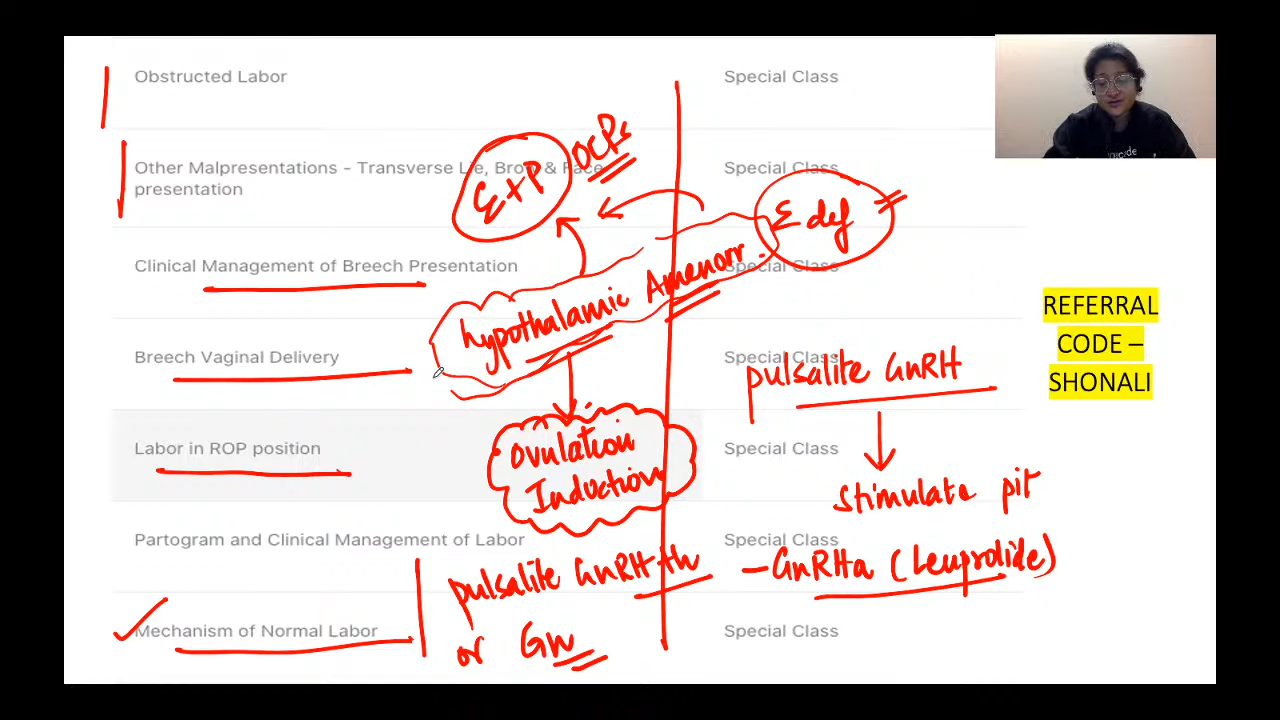 Obstructed Labor
Special Class
OCPs
Other Malpresentations - Transverse Lie, Brow & Face
presentation
Special Class
E+P
E def
Clinical Management of Breech Presentation
Special Class
hypothalamic Amenorr.
Breech Vaginal Delivery
Special Class
pulsalite GnRH
Labor in ROP position
Special Class
Ovulation
Induction
stimulate pit
Partogram and Clinical Management of Labor
Special Class
pulsalite GnRH-th
- GnRHa (Leuprolide)
Mechanism of Normal Labor
Special Class
or Gn
REFERRAL
CODE –
SHONALI